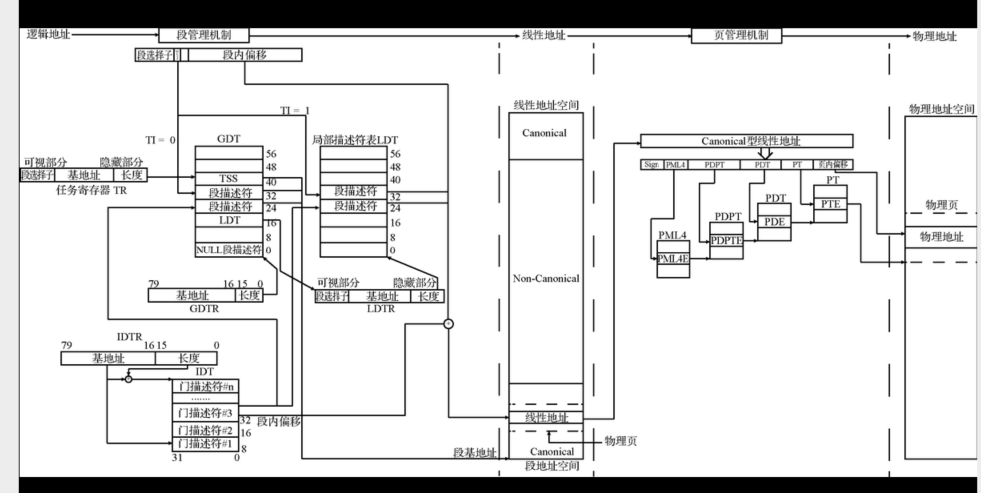 逻辑地址
段管理机制
线性地址
页管理机制
物理地址
段选择子
段内偏移
线性地址空间
物理地址空间
TI = 1
Canonical
Canonical 型线性地址
TI = 0
GDT
局部描述符表LDT
Sign PML4 PDPT PDT PT 页内偏移
可视部分 隐藏部分
段选择子 基地址 长度
任务寄存器 TR
56
48
TSS
40
段描述符
32
段描述符
24
LDT
16
8
NULL段描述符
0
56
48
40
段描述符
32
段描述符
24
16
8
0
PT
PTE
PDT
PDE
PDPT
PDPTE
PML4
PML4E
物理页
物理地址
Non-Canonical
可视部分 隐藏部分
段选择子 基地址 长度
LDTR
79 16 15 0
基地址 长度
GDTR
IDTR
79 16 15 0
基地址 长度
IDT
门描述符#n
.......
门描述符#3
32
段内偏移
门描述符#2
16
门描述符#1
8
31 0
线性地址
物理页
段基地址
Canonical
段地址空间